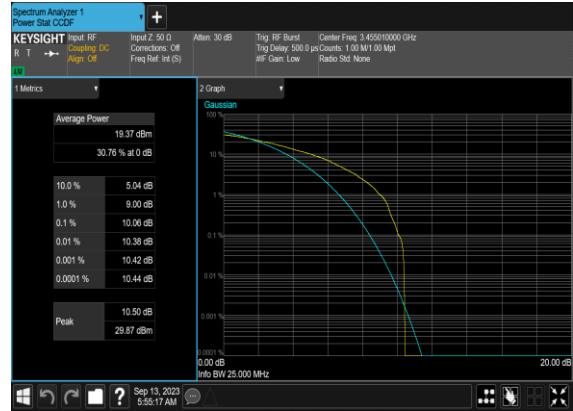 Spectrum Analyzer 1
Power Stat CCDF
KEYSIGHT
R T
LM
Input: RF
Coupling: DC
Align: Off
Input Z: 50 Ω
Corrections: Off
Freq Ref: Int (S)
Atten: 30 dB
Trig: RF Burst
Trig Delay: 500.0 µs
#IF Gain: Low
Center Freq: 3.455010000 GHz
Counts: 1.00 M/1.00 Mpt
Radio Std: None
1 Metrics
Average Power
19.37 dBm
30.76 % at 0 dB
10.0 % 5.04 dB
1.0 % 9.00 dB
0.1 % 10.06 dB
0.01 % 10.38 dB
0.001 % 10.42 dB
0.0001 % 10.44 dB
Peak
10.50 dB
29.87 dBm
2 Graph
Gaussian
100 %
10 %
1 %
0.1 %
0.01 %
0.001 %
0.0001 %
0.00 dB
20.00 dB
Info BW 25.000 MHz
Sep 13, 2023
5:55:17 AM